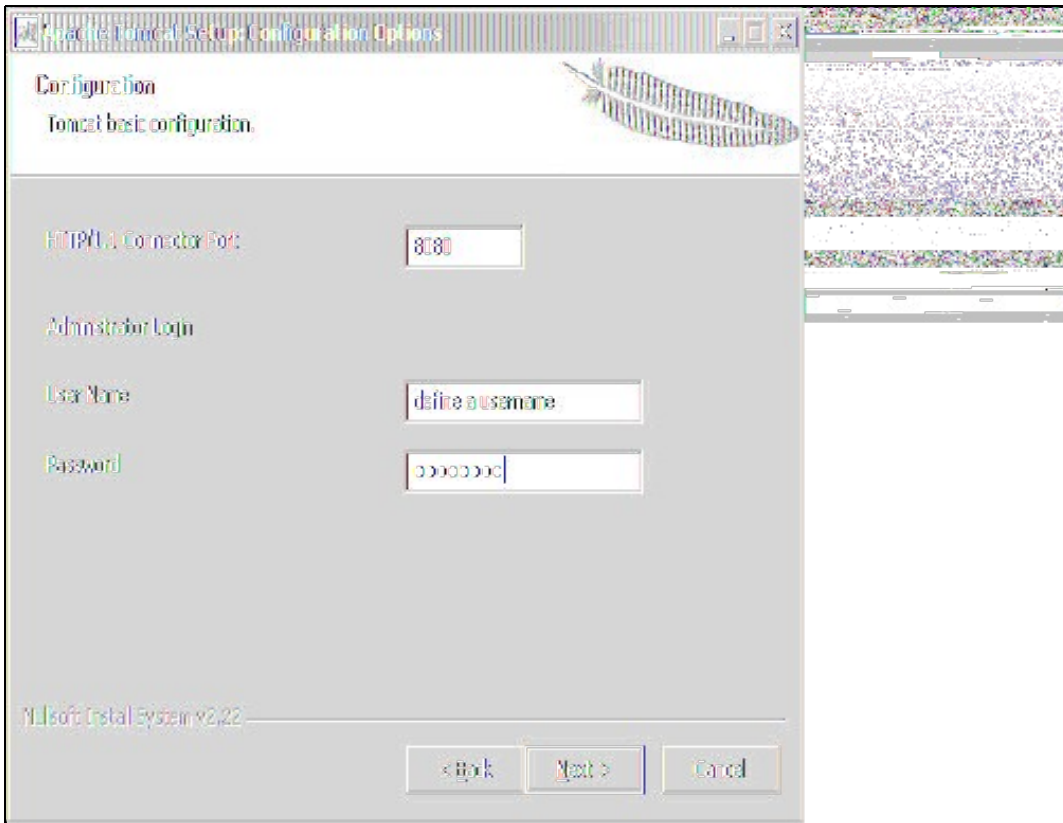 Apache Tomcat Setup: Configuration Options
Configuration
Tomcat basic configuration.
HTTP/1.1 Connector Port
8080
Administrator Login
User Name
define a username
Password
Nullsoft Install System v2.22
< Back
Next >
Cancel